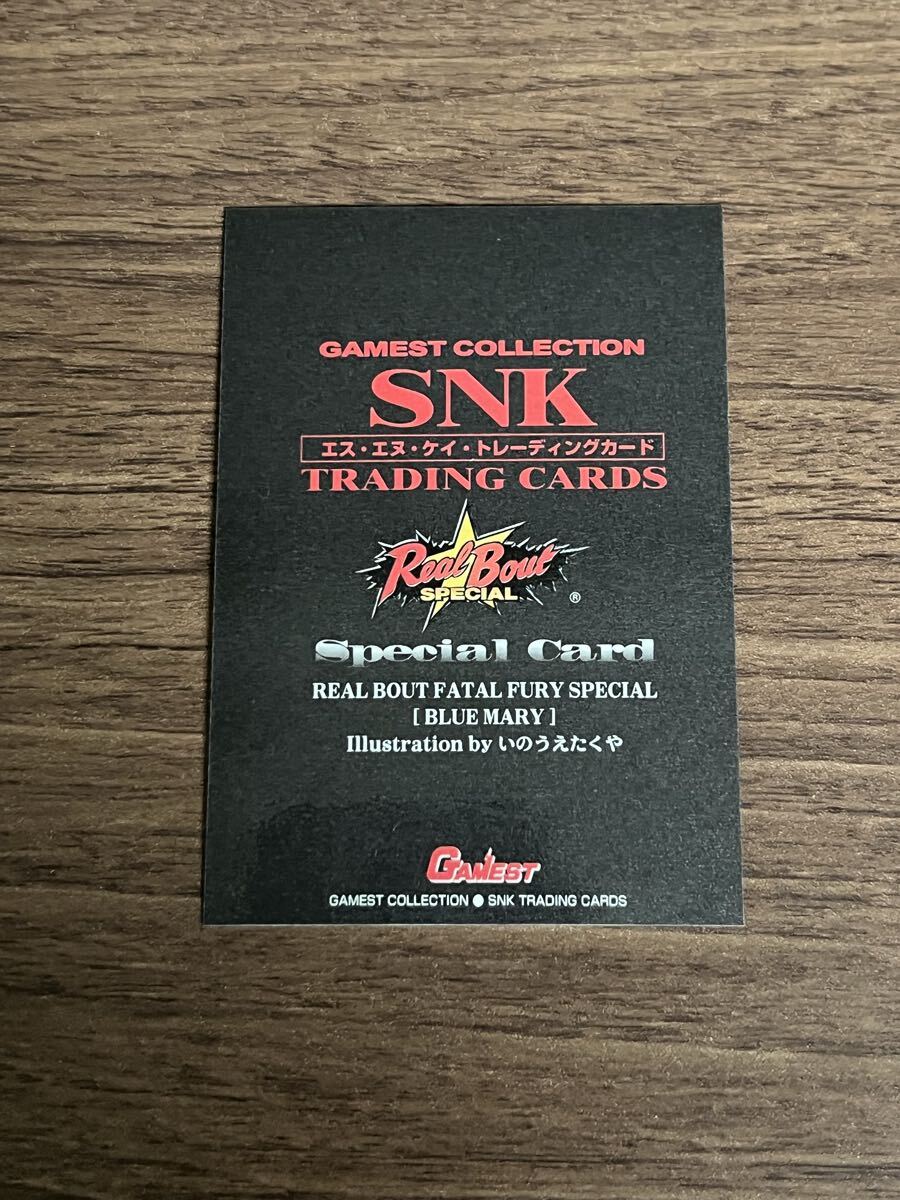 GAMEST COLLECTION
SNK
エス・エヌ・ケイ・トレーディングカード
TRADING CARDS
Real Bout
SPECIAL
®
Special Card
REAL BOUT FATAL FURY SPECIAL
[ BLUE MARY ]
Illustration by いのうえたくや
GAMEST
GAMEST COLLECTION ● SNK TRADING CARDS